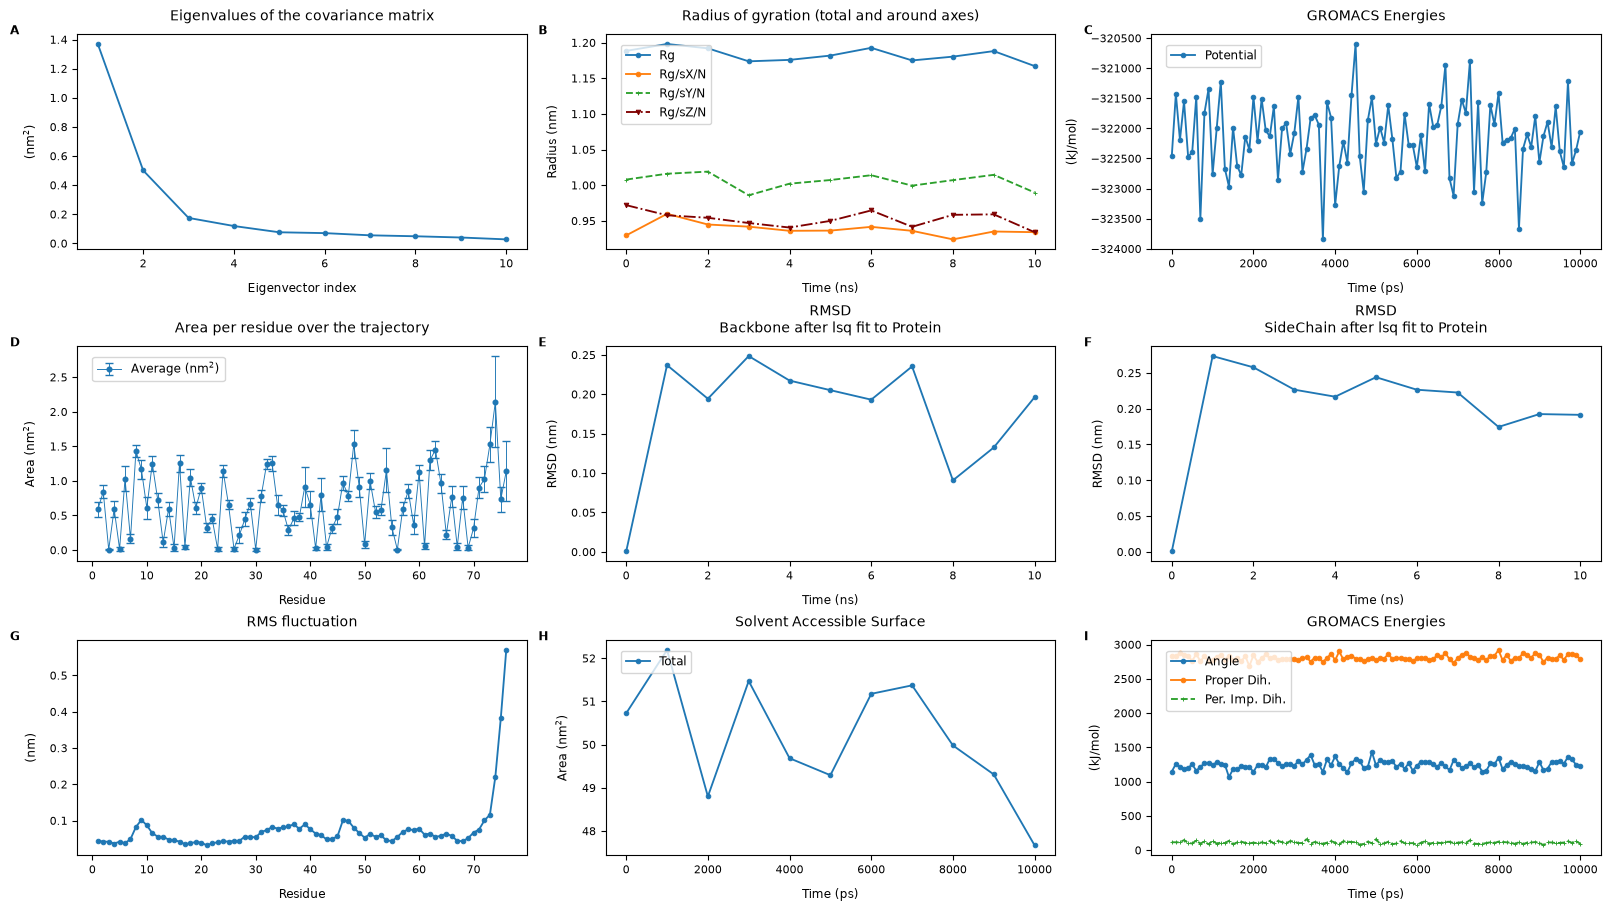 A
Eigenvalues of the covariance matrix
1.4
1.2
1.0
0.8
0.6
0.4
0.2
0.0
(nm²)
2
4
6
8
10
Eigenvector index
B
Radius of gyration (total and around axes)
1.20
1.15
1.10
1.05
1.00
0.95
Radius (nm)
Rg
Rg/sX/N
Rg/sY/N
Rg/sZ/N
0
2
4
6
8
10
Time (ns)
C
GROMACS Energies
−320500
−321000
−321500
−322000
−322500
−323000
−323500
−324000
(kJ/mol)
Potential
0
2000
4000
6000
8000
10000
Time (ps)
D
Area per residue over the trajectory
2.5
2.0
1.5
1.0
0.5
0.0
Area (nm²)
Average (nm²)
0
10
20
30
40
50
60
70
Residue
E
RMSD
Backbone after lsq fit to Protein
0.25
0.20
0.15
0.10
0.05
0.00
RMSD (nm)
0
2
4
6
8
10
Time (ns)
F
RMSD
SideChain after lsq fit to Protein
0.25
0.20
0.15
0.10
0.05
0.00
RMSD (nm)
0
2
4
6
8
10
Time (ns)
G
RMS fluctuation
0.5
0.4
0.3
0.2
0.1
(nm)
0
10
20
30
40
50
60
70
Residue
H
Solvent Accessible Surface
52
51
50
49
48
Area (nm²)
Total
0
2000
4000
6000
8000
10000
Time (ps)
I
GROMACS Energies
3000
2500
2000
1500
1000
500
0
(kJ/mol)
Angle
Proper Dih.
Per. Imp. Dih.
0
2000
4000
6000
8000
10000
Time (ps)